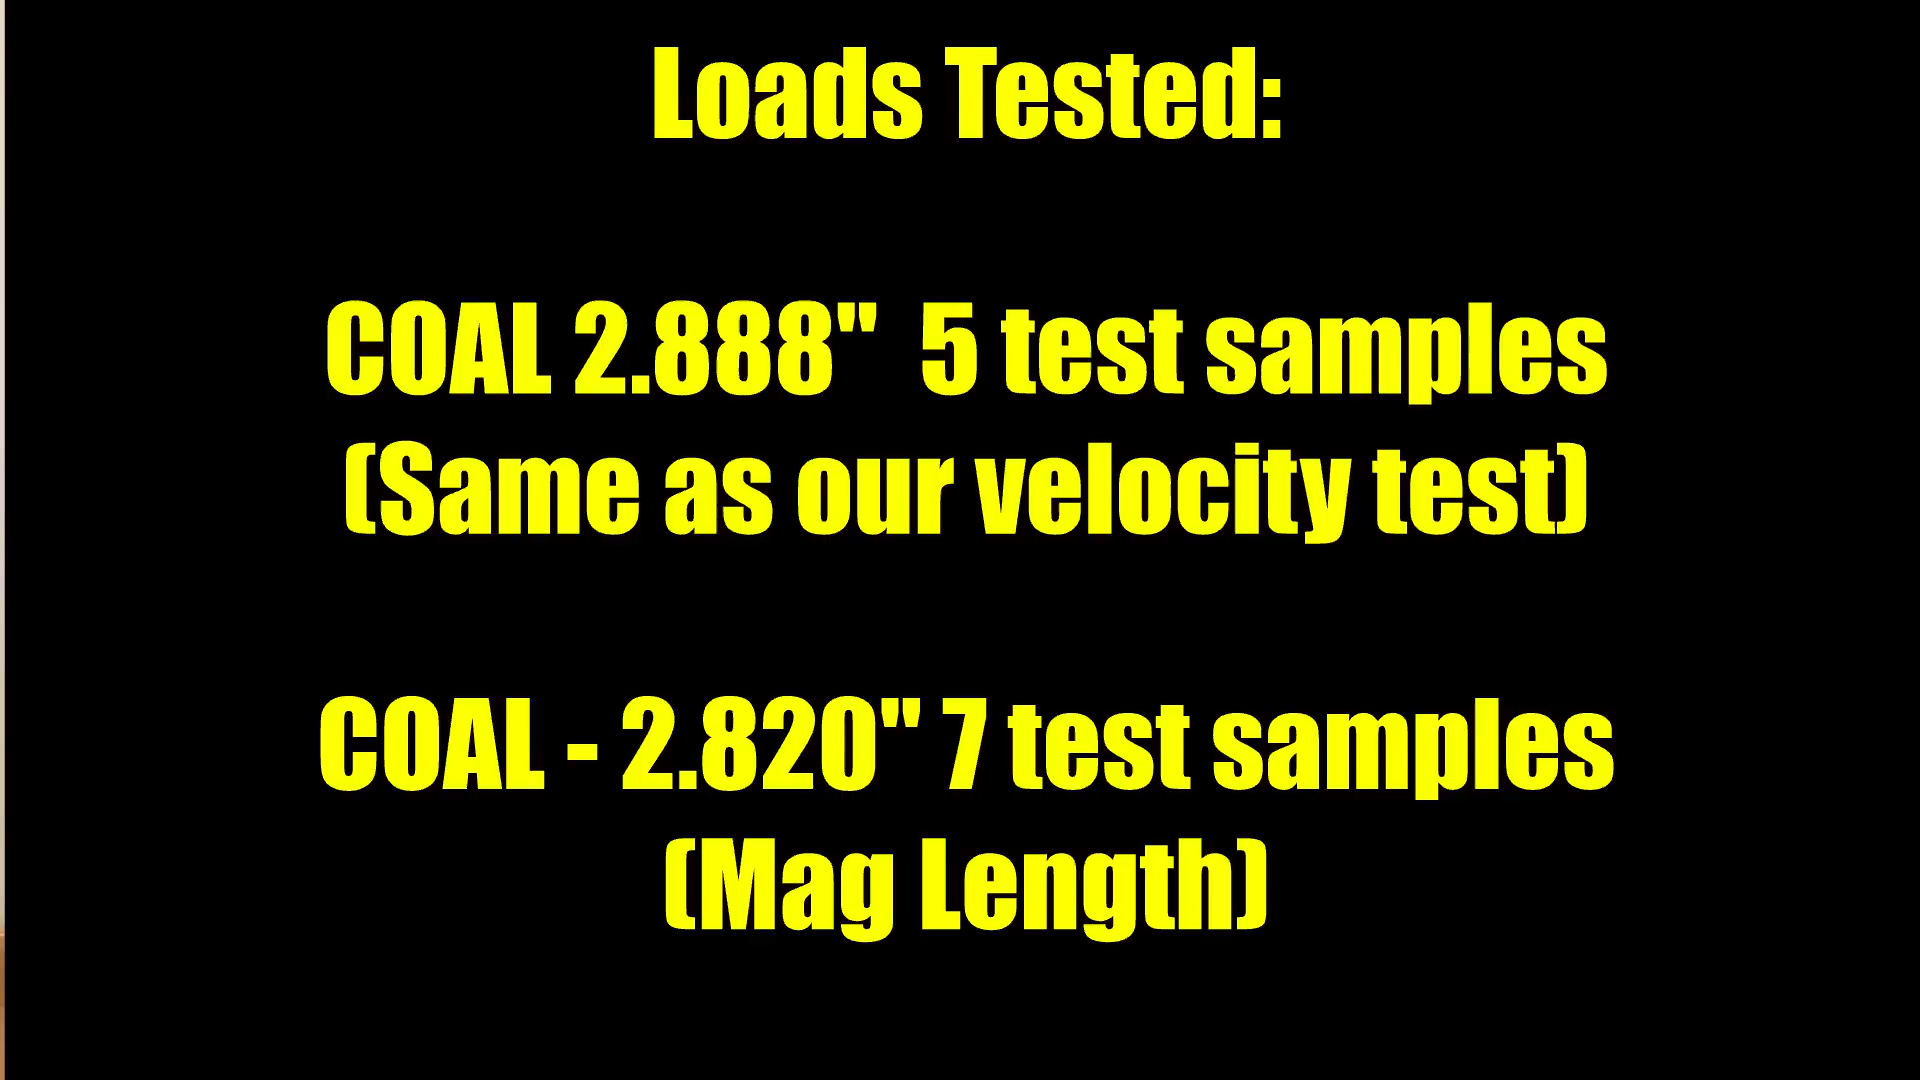 Loads Tested:
COAL 2.888"  5 test samples
(Same as our velocity test)
COAL - 2.820" 7 test samples
(Mag Length)